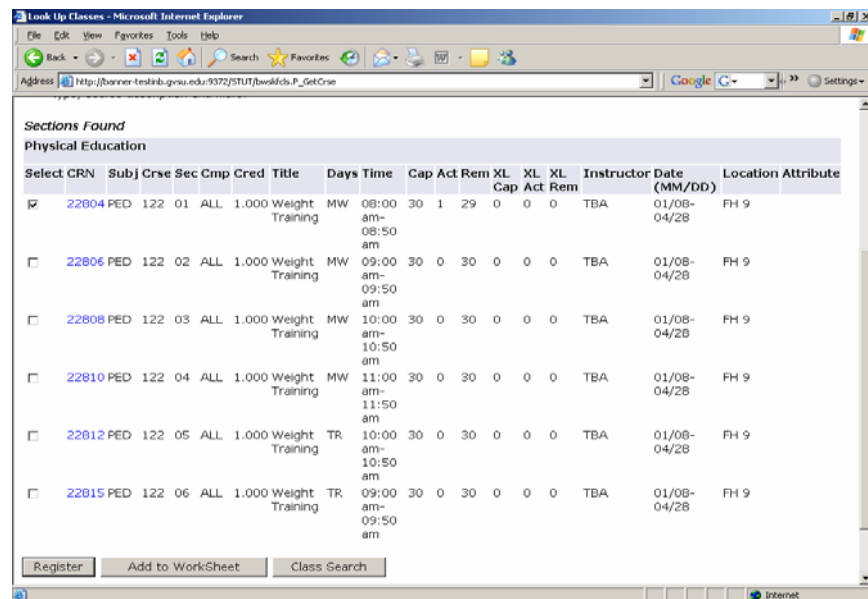 Look Up Classes - Microsoft Internet Explorer
File Edit View Favorites Tools Help
Back Search Favorites
Address http://banner-testinb.gvsu.edu:9372/STUT/bwskfcls.P_GetCrse Google G Settings
Sections Found
Physical Education
Select CRN Subj Crse Sec Cmp Cred Title Days Time Cap Act Rem XL XL XL Instructor Date Location Attribute
Cap Act Rem (MM/DD)
22804 PED 122 01 ALL 1.000 Weight MW 08:00 30 1 29 0 0 0 TBA 01/08- FH 9
Training am- 04/28
08:50
am
22806 PED 122 02 ALL 1.000 Weight MW 09:00 30 0 30 0 0 0 TBA 01/08- FH 9
Training am- 04/28
09:50
am
22808 PED 122 03 ALL 1.000 Weight MW 10:00 30 0 30 0 0 0 TBA 01/08- FH 9
Training am- 04/28
10:50
am
22810 PED 122 04 ALL 1.000 Weight MW 11:00 30 0 30 0 0 0 TBA 01/08- FH 9
Training am- 04/28
11:50
am
22812 PED 122 05 ALL 1.000 Weight TR 10:00 30 0 30 0 0 0 TBA 01/08- FH 9
Training am- 04/28
10:50
am
22815 PED 122 06 ALL 1.000 Weight TR 09:00 30 0 30 0 0 0 TBA 01/08- FH 9
Training am- 04/28
09:50
am
Register Add to WorkSheet Class Search
Internet